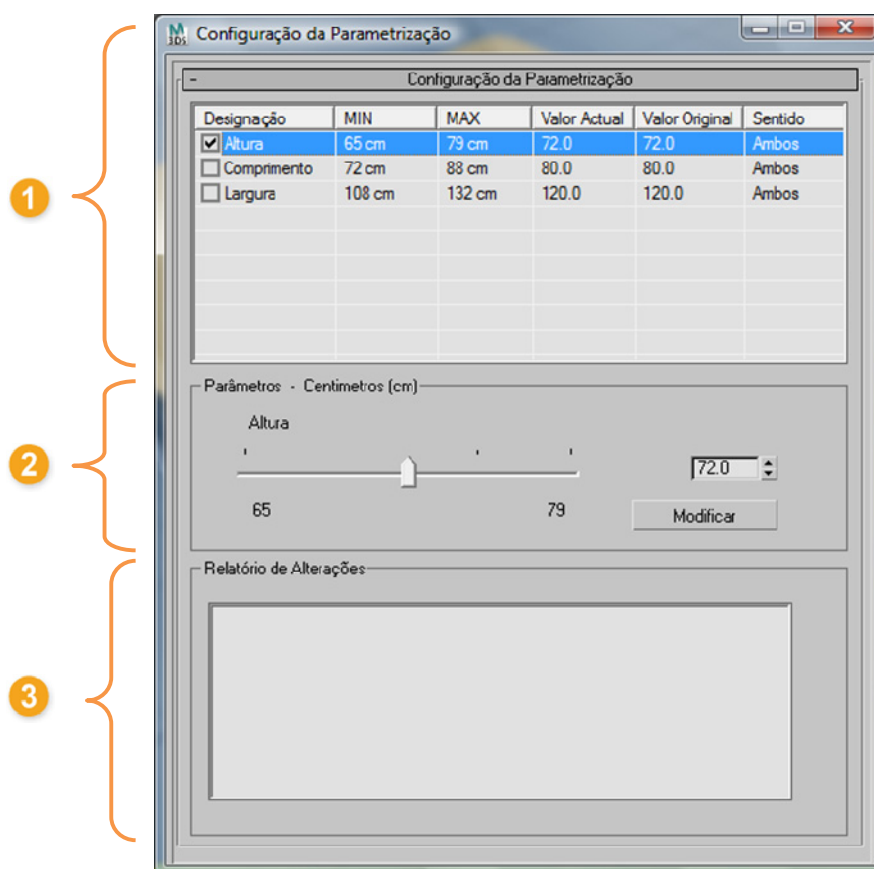 M 3DS Configuração da Parametrização
- Configuração da Parametrização
Designação MIN MAX Valor Actual Valor Original Sentido
Altura 65 cm 79 cm 72.0 72.0 Ambos
Comprimento 72 cm 88 cm 80.0 80.0 Ambos
Largura 108 cm 132 cm 120.0 120.0 Ambos
1
Parâmetros - Centimetros (cm)
Altura
2
72.0
65 79 Modificar
Relatório de Alterações
3